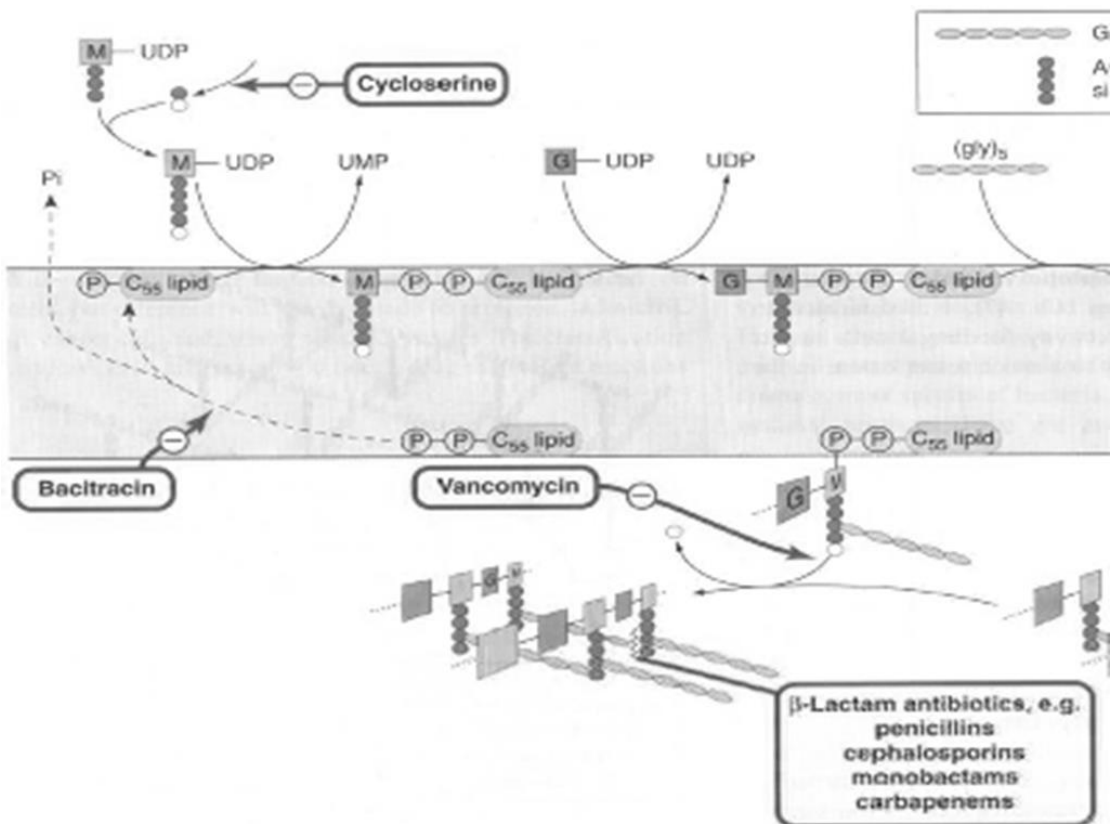 M UDP
Cycloserine
G
A
si
M UDP
UMP
G UDP
UDP
(gly)₅
Pi
P C₅₅ lipid
M P P C₅₅ lipid
G M P P C₅₅ lipid
P P C₅₅ lipid
P P C₅₅ lipid
Bacitracin
Vancomycin
G
G
β-Lactam antibiotics, e.g.
penicillins
cephalosporins
monobactams
carbapenems